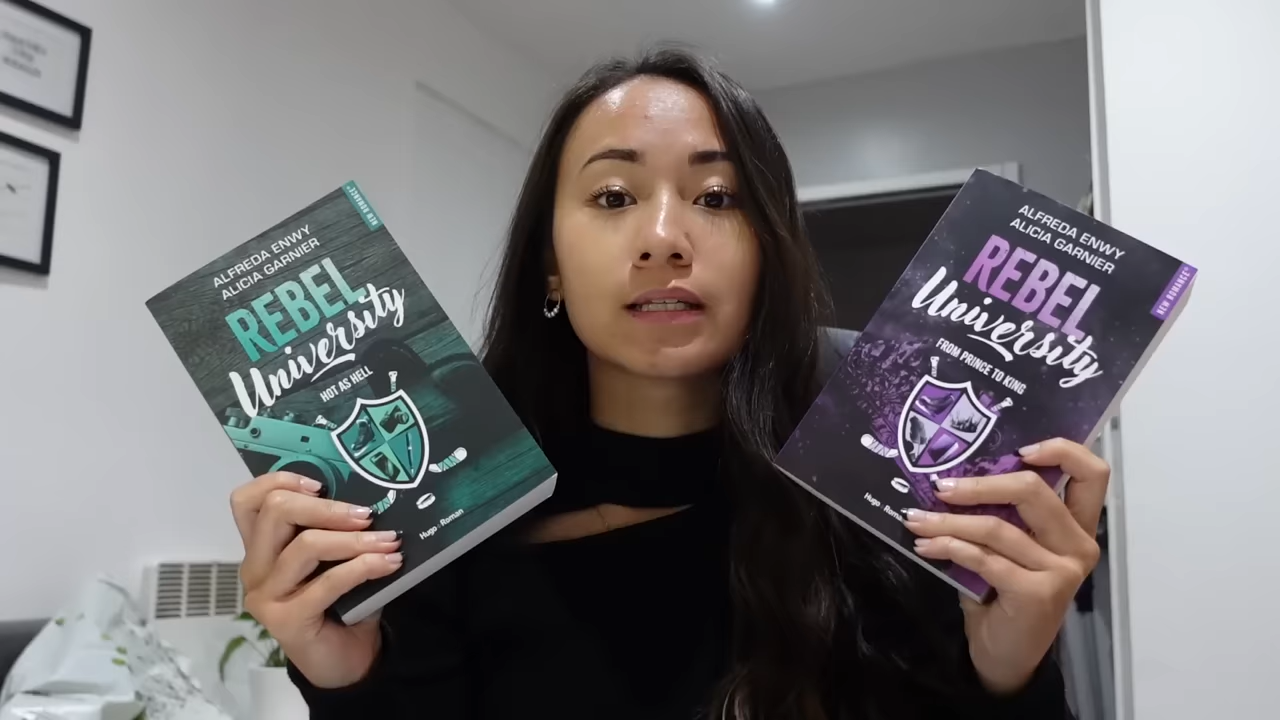 NEW ROMANCE
ALFREDA ENWY
ALICIA GARNIER
REBEL
University
HOT AS HELL
Hugo Roman
ALFREDA ENWY
ALICIA GARNIER
REBEL
University
NEW ROMANCE
FROM PRINCE TO KING
Hugo Roman